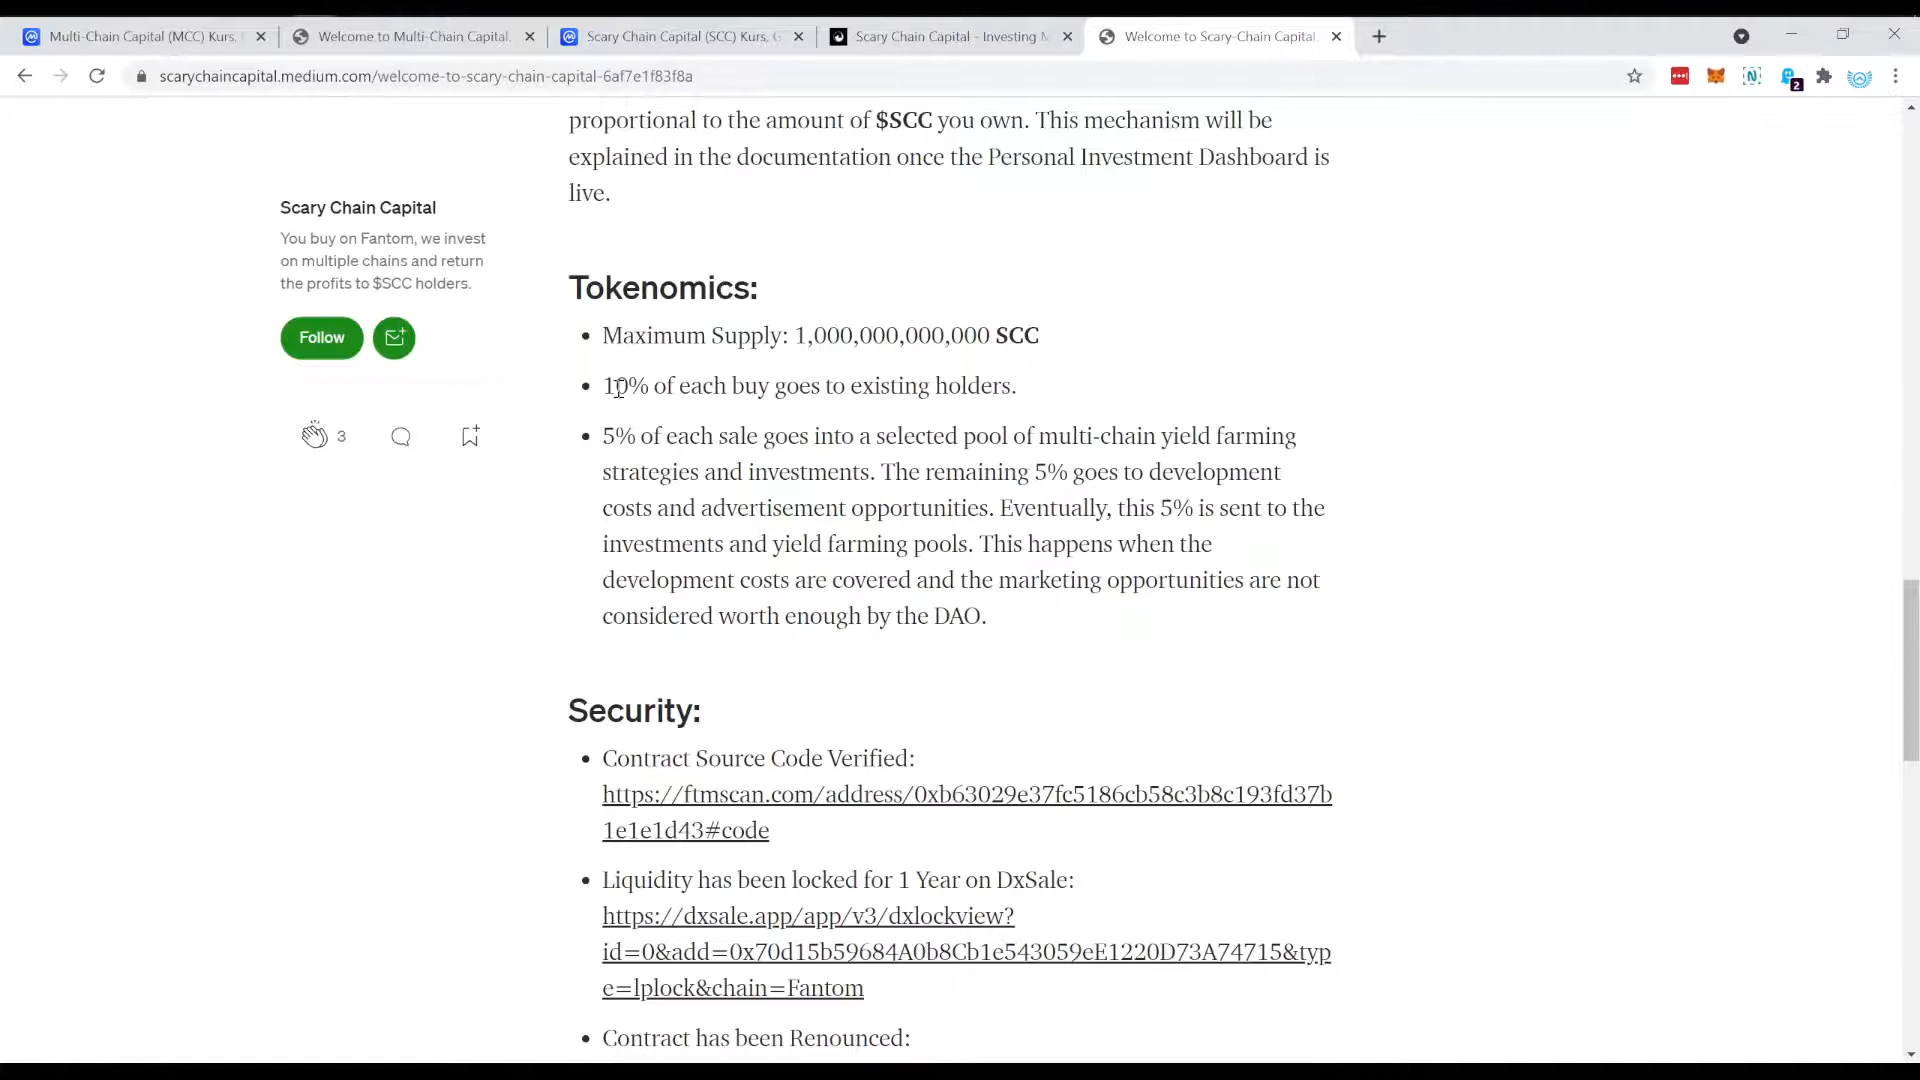 Multi-Chain Capital (MCC) Kurs,
Welcome to Multi-Chain Capital.
Scary Chain Capital (SCC) Kurs, G
Scary Chain Capital - Investing M
Welcome to Scary-Chain Capital.
scarychaincapital.medium.com/welcome-to-scary-chain-capital-6af7e1f83f8a
2
proportional to the amount of $SCC you own. This mechanism will be
explained in the documentation once the Personal Investment Dashboard is
live.
Scary Chain Capital
You buy on Fantom, we invest
on multiple chains and return
the profits to $SCC holders.
Follow
3
Tokenomics:
• Maximum Supply: 1,000,000,000,000 SCC
• 10% of each buy goes to existing holders.
• 5% of each sale goes into a selected pool of multi-chain yield farming
strategies and investments. The remaining 5% goes to development
costs and advertisement opportunities. Eventually, this 5% is sent to the
investments and yield farming pools. This happens when the
development costs are covered and the marketing opportunities are not
considered worth enough by the DAO.
Security:
• Contract Source Code Verified:
https://ftmscan.com/address/0xb63029e37fc5186cb58c3b8c193fd37b
1e1e1d43#code
• Liquidity has been locked for 1 Year on DxSale:
https://dxsale.app/app/v3/dxlockview?
id=0&add=0x70d15b59684A0b8Cb1e543059eE1220D73A74715&typ
e=lplock&chain=Fantom
• Contract has been Renounced: